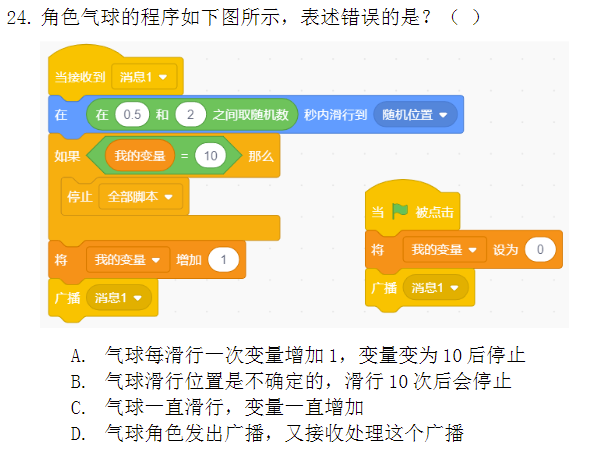 24. 角色气球的程序如下图所示，表述错误的是？（ ）
当接收到 消息1
在 在 0.5 和 2 之间取随机数 秒内滑行到 随机位置
如果 我的变量 = 10 那么
停止 全部脚本
将 我的变量 增加 1
广播 消息1
当 被点击
将 我的变量 设为 0
广播 消息1
A. 气球每滑行一次变量增加 1，变量变为 10 后停止
B. 气球滑行位置是不确定的，滑行 10 次后会停止
C. 气球一直滑行，变量一直增加
D. 气球角色发出广播，又接收处理这个广播